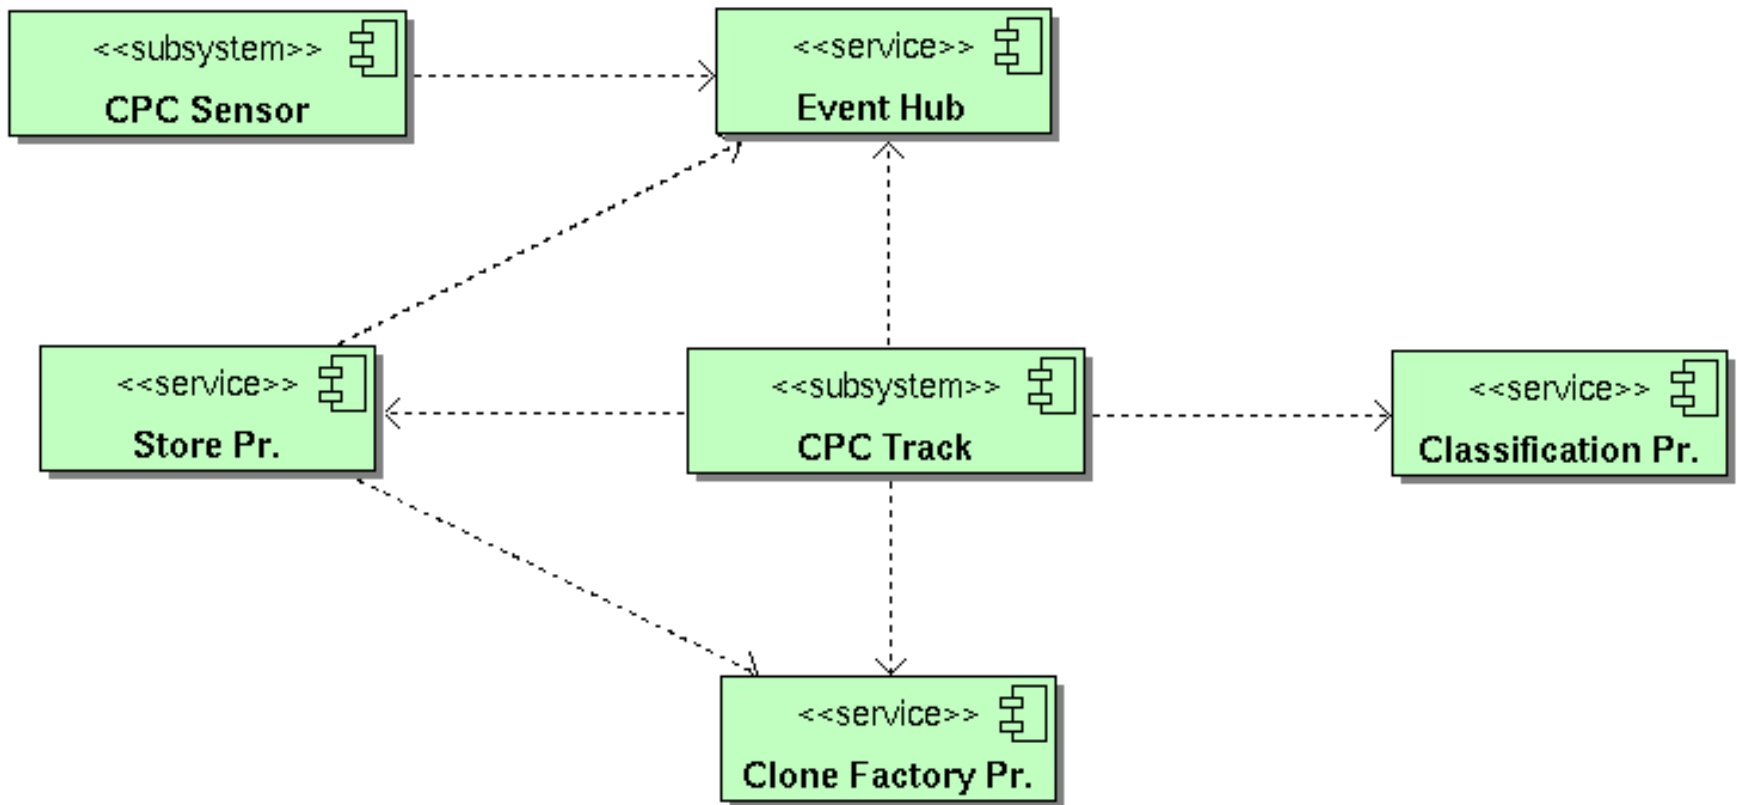 <<subsystem>>
CPC Sensor
<<service>>
Event Hub
<<service>>
Store Pr.
<<subsystem>>
CPC Track
<<service>>
Classification Pr.
<<service>>
Clone Factory Pr.